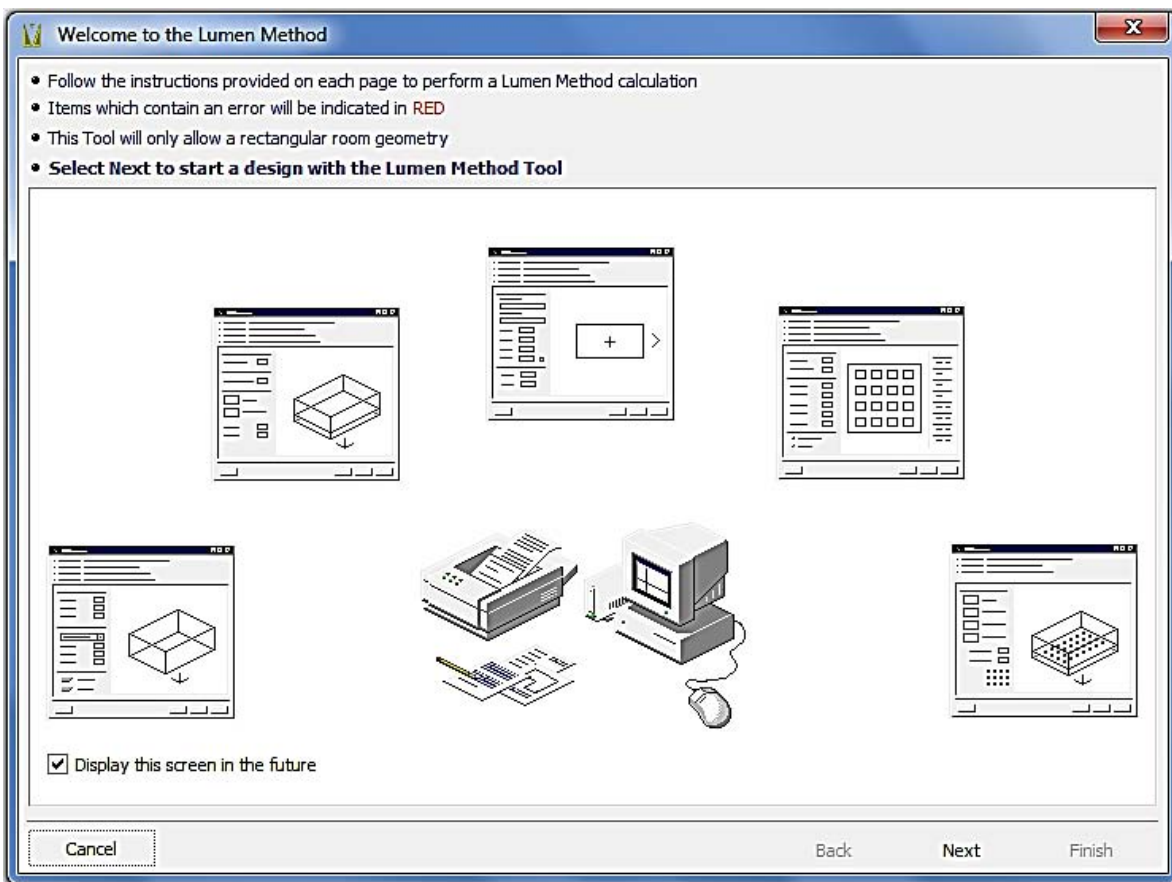 Welcome to the Lumen Method
Follow the instructions provided on each page to perform a Lumen Method calculation
Items which contain an error will be indicated in RED
This Tool will only allow a rectangular room geometry
Select Next to start a design with the Lumen Method Tool
Display this screen in the future
Cancel
Back
Next
Finish